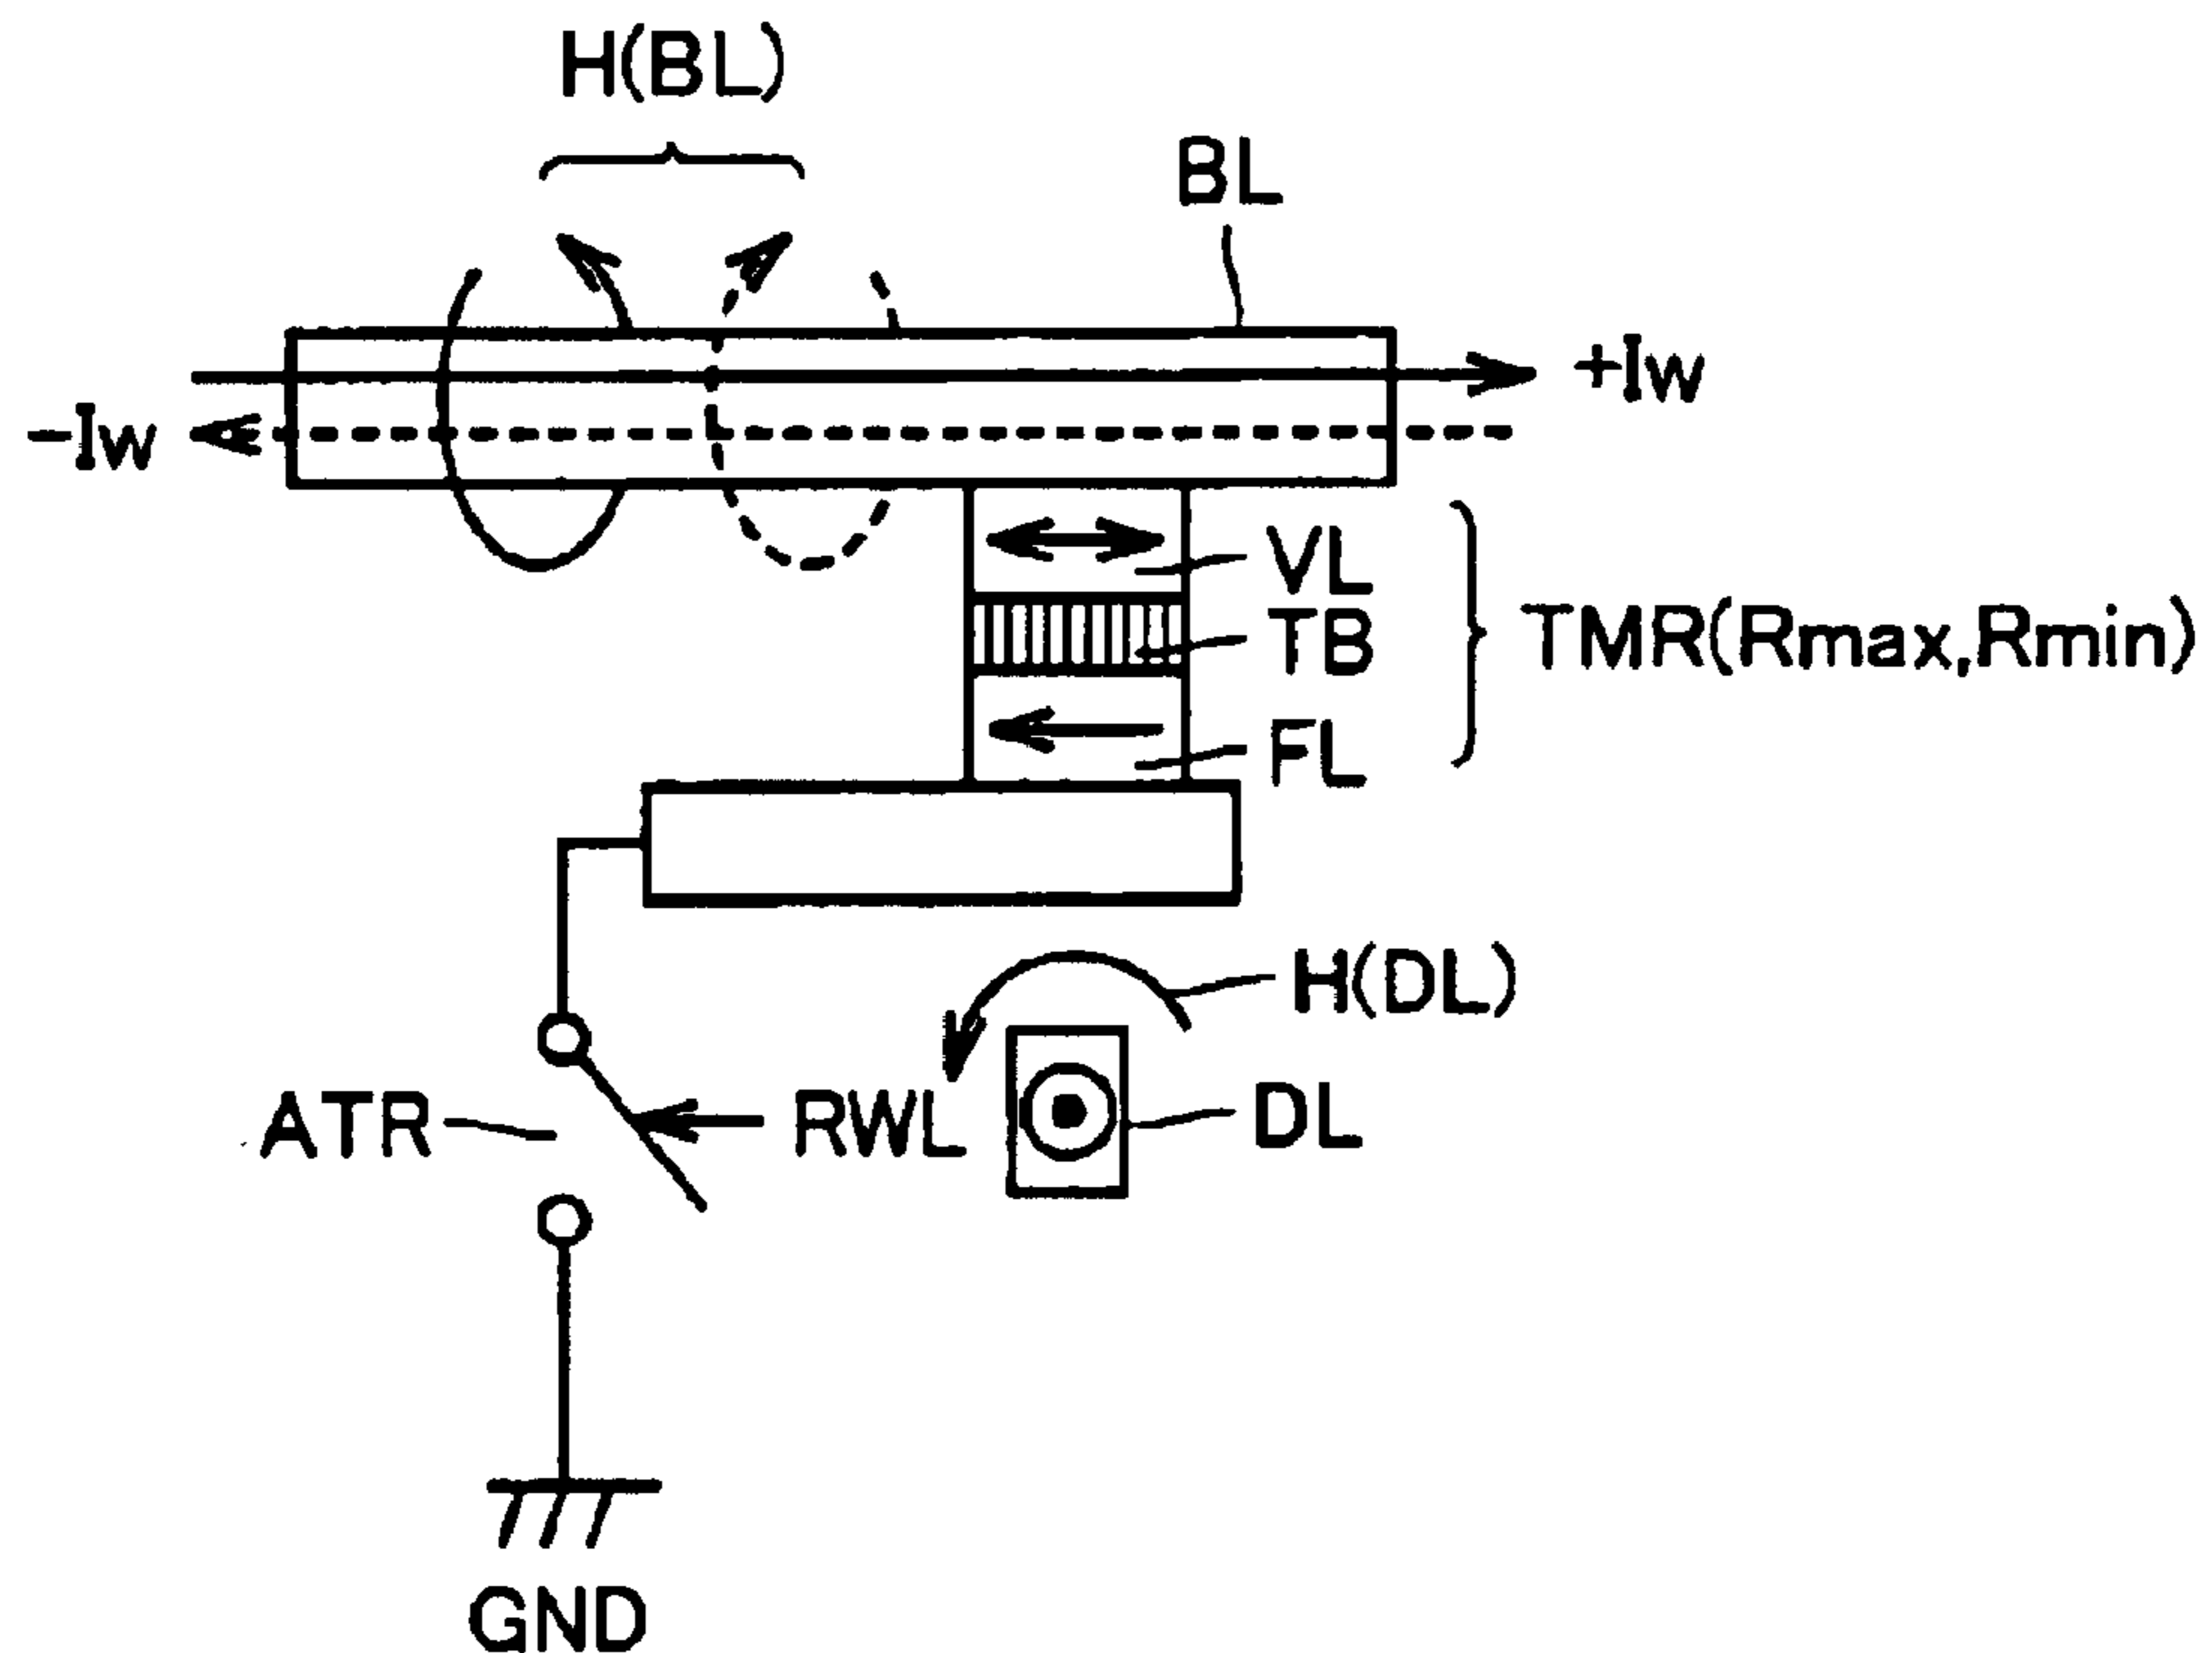 H(BL)
BL
+Iw
-Iw
VL
TB
TMR(Rmax,Rmin)
FL
H(DL)
ATR
RWL
DL
GND